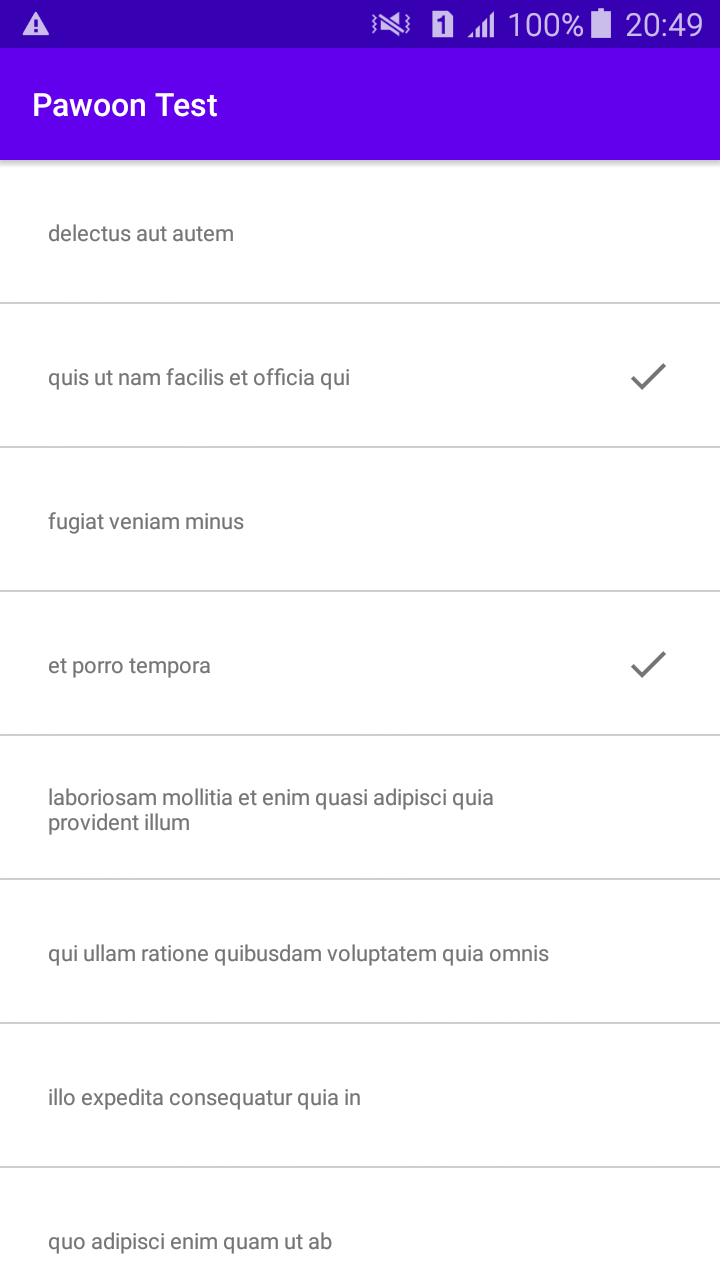 1 100% 20:49
Pawoon Test
delectus aut autem
quis ut nam facilis et officia qui
fugiat veniam minus
et porro tempora
laboriosam mollitia et enim quasi adipisci quia
provident illum
qui ullam ratione quibusdam voluptatem quia omnis
illo expedita consequatur quia in
quo adipisci enim quam ut ab